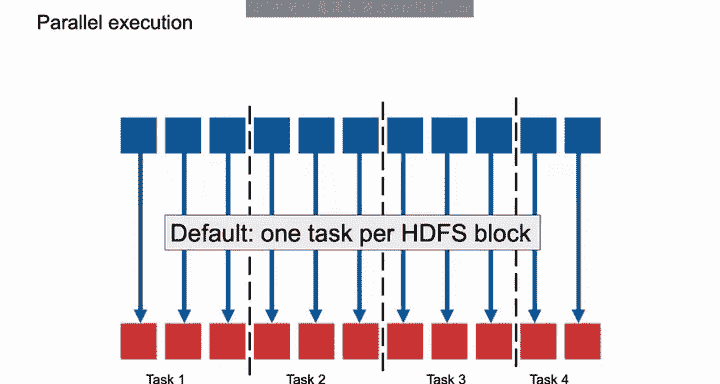 Parallel execution
Default: one task per HDFS block
Task 1
Task 2
Task 3
Task 4